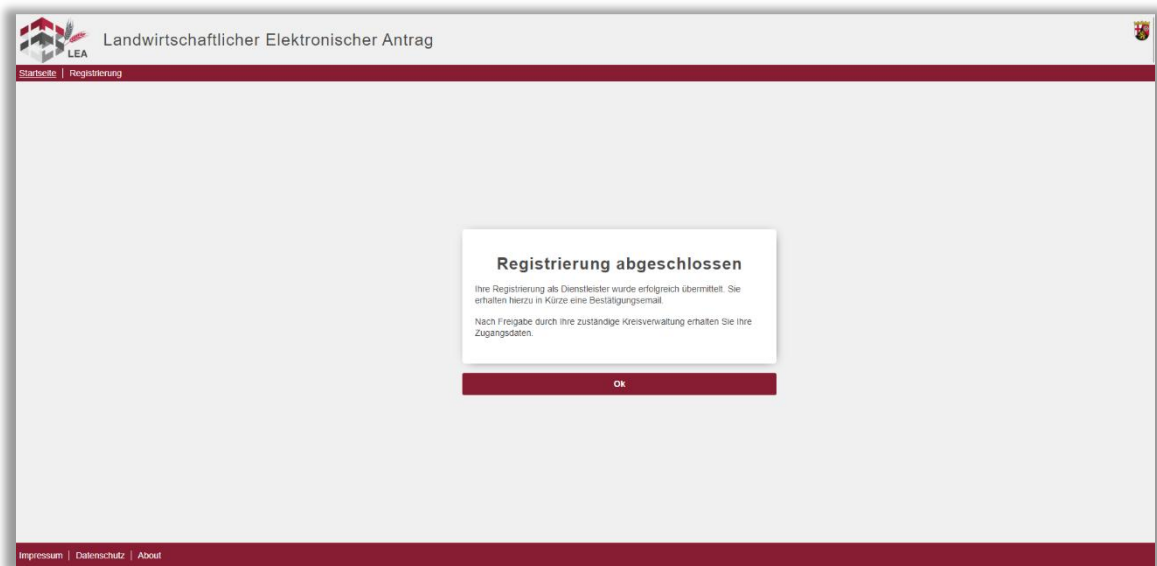 LEA
Landwirtschaftlicher Elektronischer Antrag
Startseite | Registrierung
Registrierung abgeschlossen
Ihre Registrierung als Dienstleister wurde erfolgreich übermittelt. Sie
erhalten hierzu in Kürze eine Bestätigungsemail.
Nach Freigabe durch Ihre zuständige Kreisverwaltung erhalten Sie Ihre
Zugangsdaten.
Ok
Impressum | Datenschutz | About